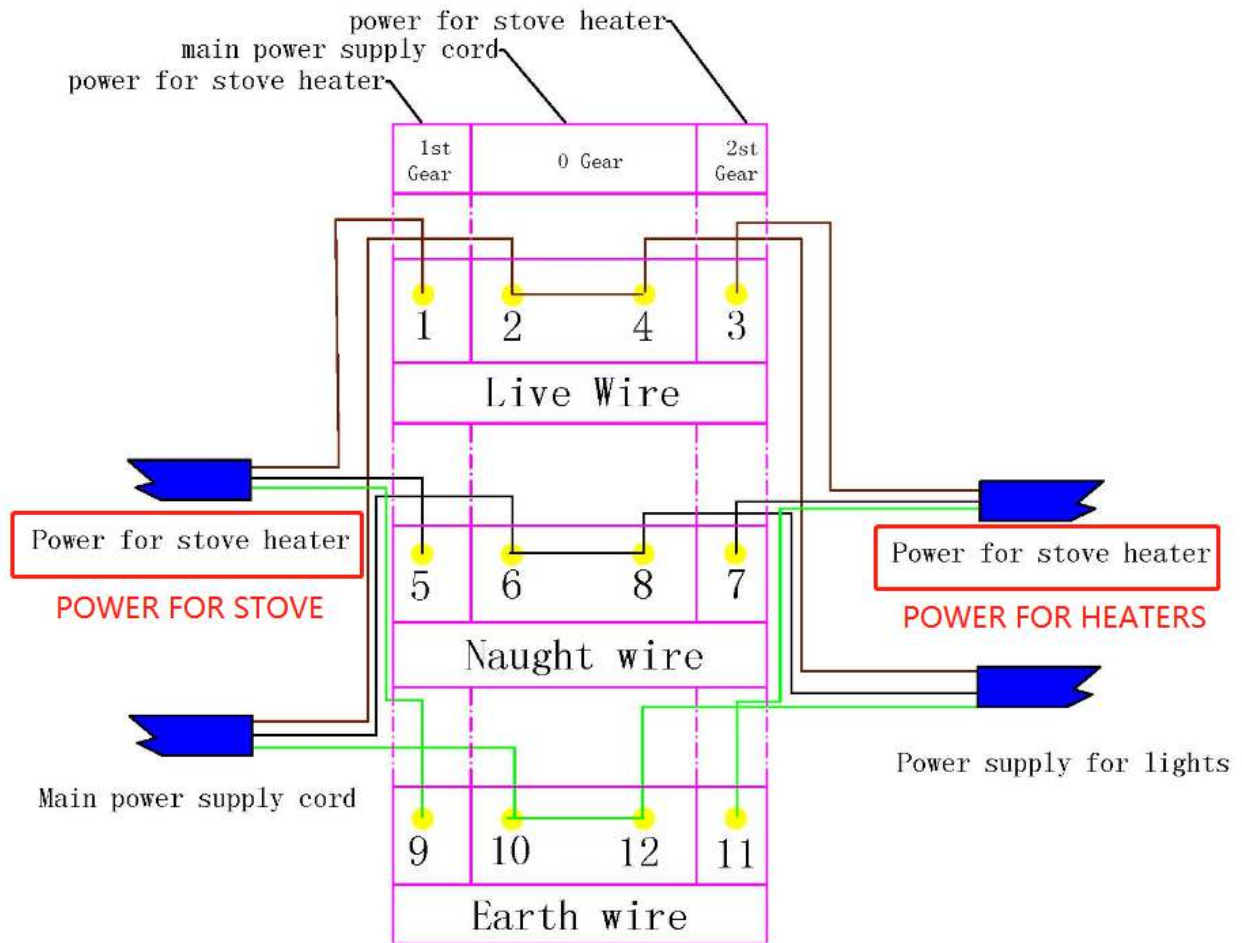 power for stove heater
main power supply cord
power for stove heater
1st
Gear
0 Gear
2st
Gear
1
2
4
3
Live Wire
Power for stove heater
POWER FOR STOVE
Power for stove heater
POWER FOR HEATERS
5
6
8
7
Naught wire
Main power supply cord
Power supply for lights
9
10
12
11
Earth wire